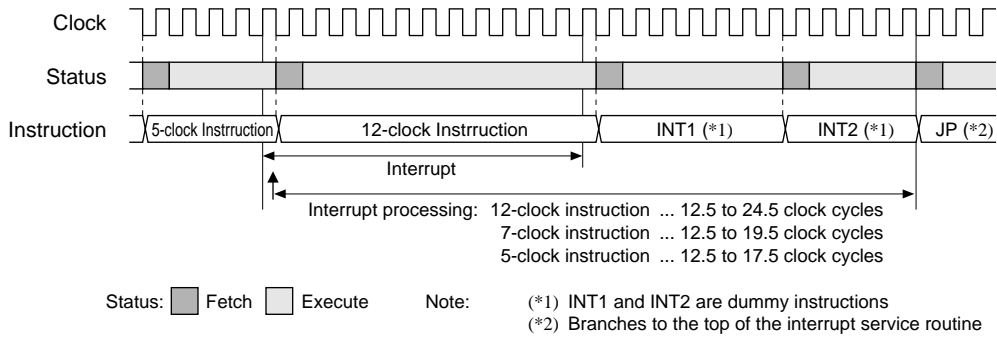 Clock
Status
Instruction
5-clock Instrruction 12-clock Instrruction INT1 (*1) INT2 (*1) JP (*2)
Interrupt
Interrupt processing: 12-clock instruction ... 12.5 to 24.5 clock cycles
7-clock instruction ... 12.5 to 19.5 clock cycles
5-clock instruction ... 12.5 to 17.5 clock cycles
Status: Fetch Execute Note: (*1) INT1 and INT2 are dummy instructions
(*2) Branches to the top of the interrupt service routine